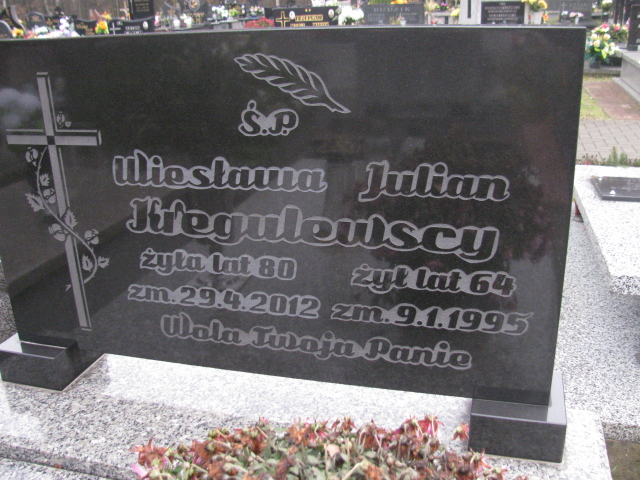 Ś.P.
Wiesława Julian
Kręgulewscy
żyła lat 80 żył lat 64
zm. 29.4.2012 zm. 9.1.1995
Wola Twoja Panie